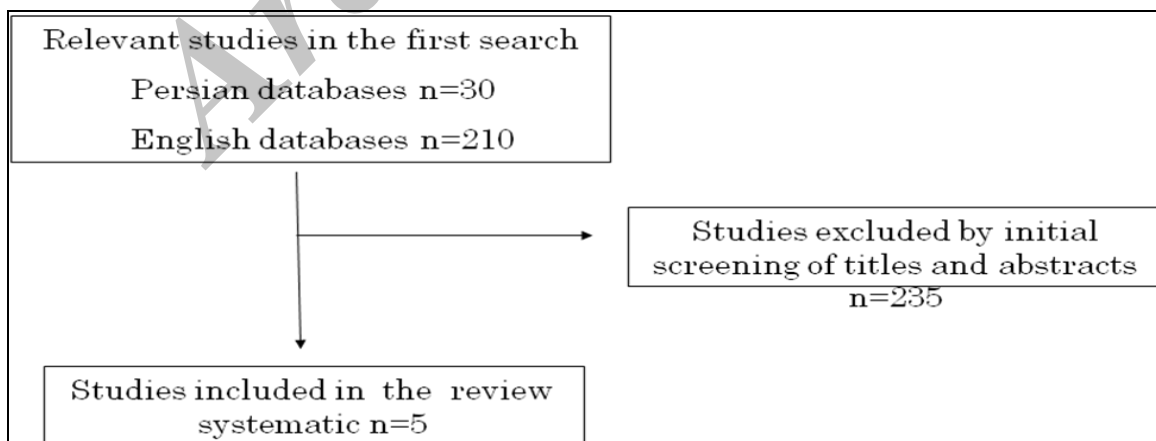 Relevant studies in the first search
Persian databases n=30
English databases n=210
Studies excluded by initial
screening of titles and abstracts
n=235
Studies included in the review
systematic n=5